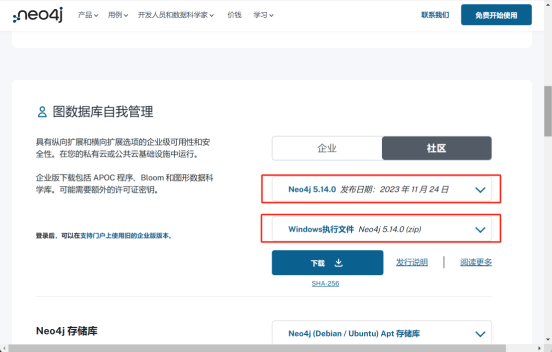 neo4j 产品 用例 开发人员和数据科学家 价钱 学习 联系我们 免费开始使用
图数据库自我管理
具有纵向扩展和横向扩展选项的企业级可用性和安
全性。在您的私有云或公共云基础设施中运行。
企业版下载包括 APOC 程序、Bloom 和图形数据科
学库。可能需要额外的许可证密钥。
登录后，可以在支持门户上使用旧的企业版版本。
企业 社区
Neo4j 5.14.0 发布日期：2023 年 11 月 24 日
Windows执行文件 Neo4j 5.14.0 (zip)
下载 发行说明 | 阅读更多
SHA-256
Neo4j 存储库
Neo4j (Debian / Ubuntu) Apt 存储库